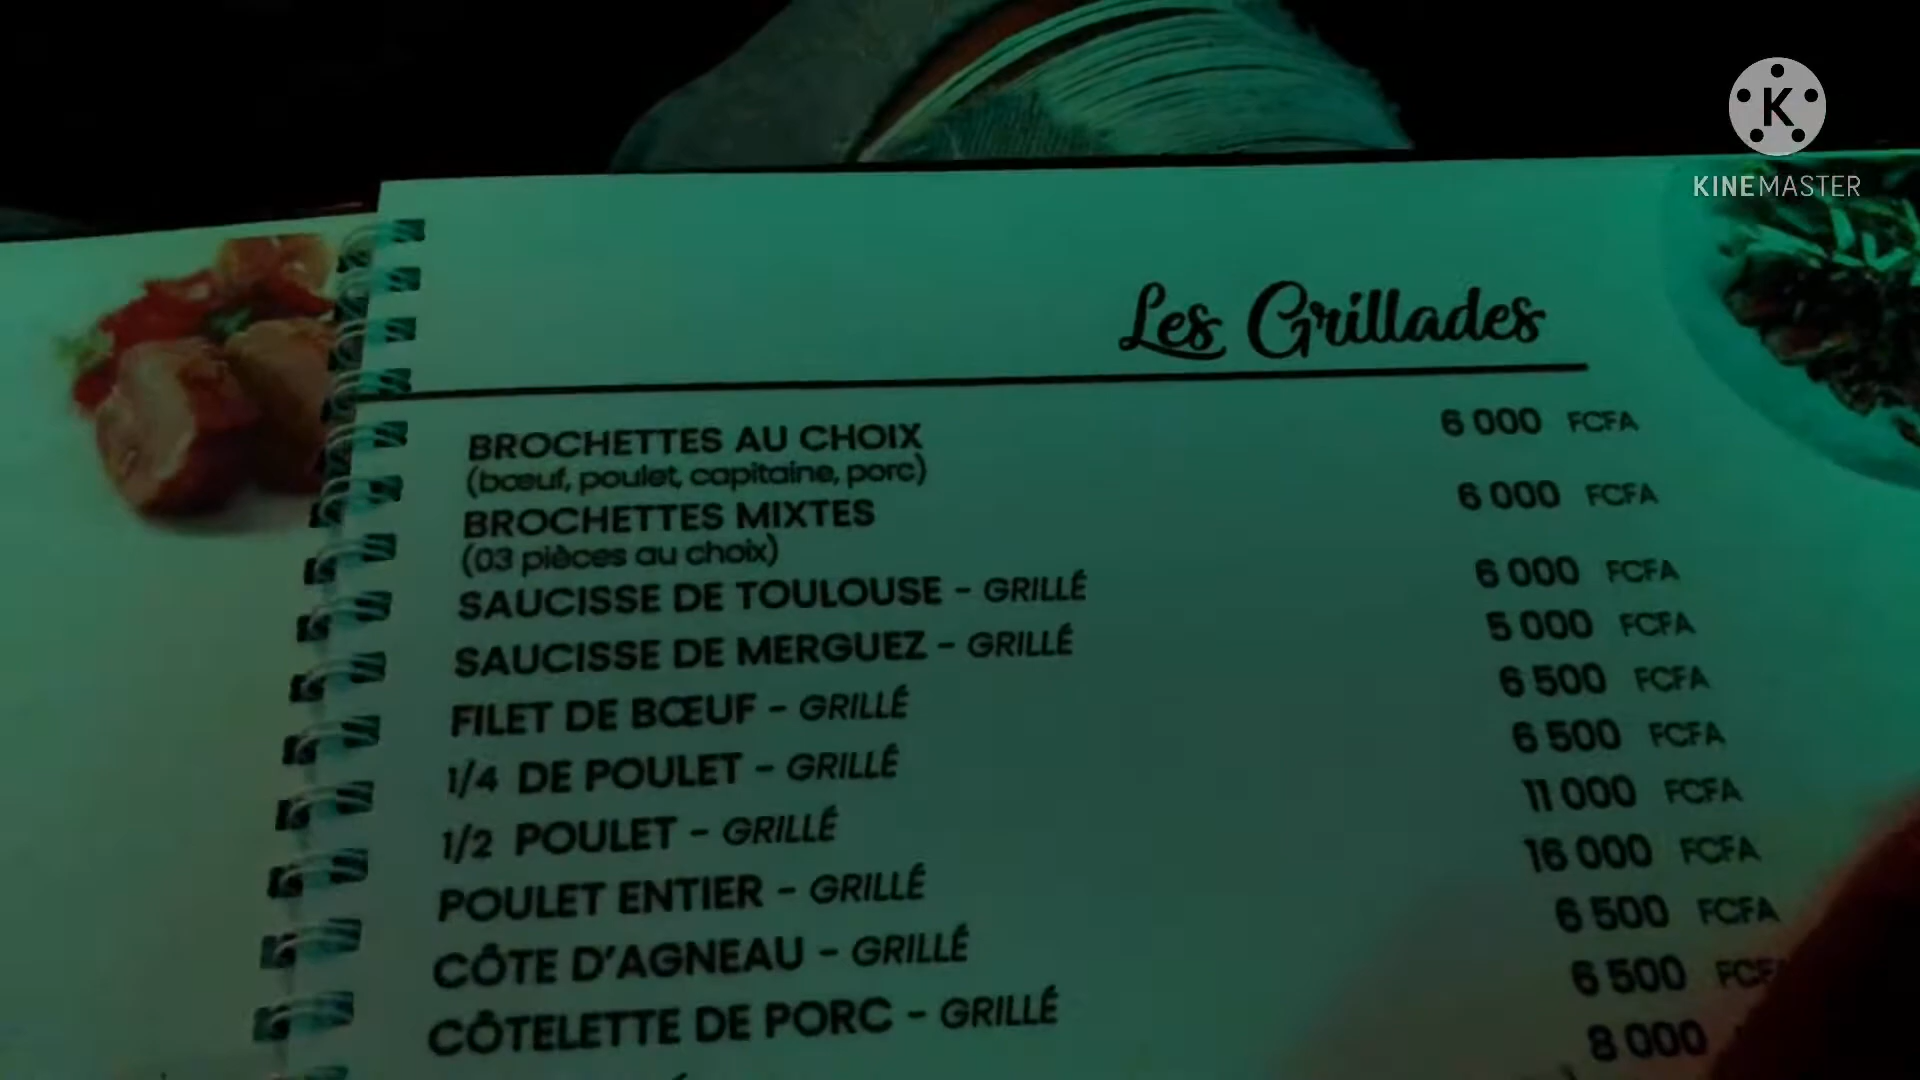 K
KINEMASTER
Les Grillades
BROCHETTES AU CHOIX 6 000 FCFA
(bœuf, poulet, capitaine, porc)
BROCHETTES MIXTES 6 000 FCFA
(03 pièces au choix)
SAUCISSE DE TOULOUSE - GRILLÉ 6 000 FCFA
SAUCISSE DE MERGUEZ - GRILLÉ 5 000 FCFA
FILET DE BŒUF - GRILLÉ 6 500 FCFA
1/4 DE POULET - GRILLÉ 6 500 FCFA
1/2 POULET - GRILLÉ 11 000 FCFA
POULET ENTIER - GRILLÉ 16 000 FCFA
CÔTE D'AGNEAU - GRILLÉ 6 500 FCFA
CÔTELETTE DE PORC - GRILLÉ 6 500 FCF
8 000